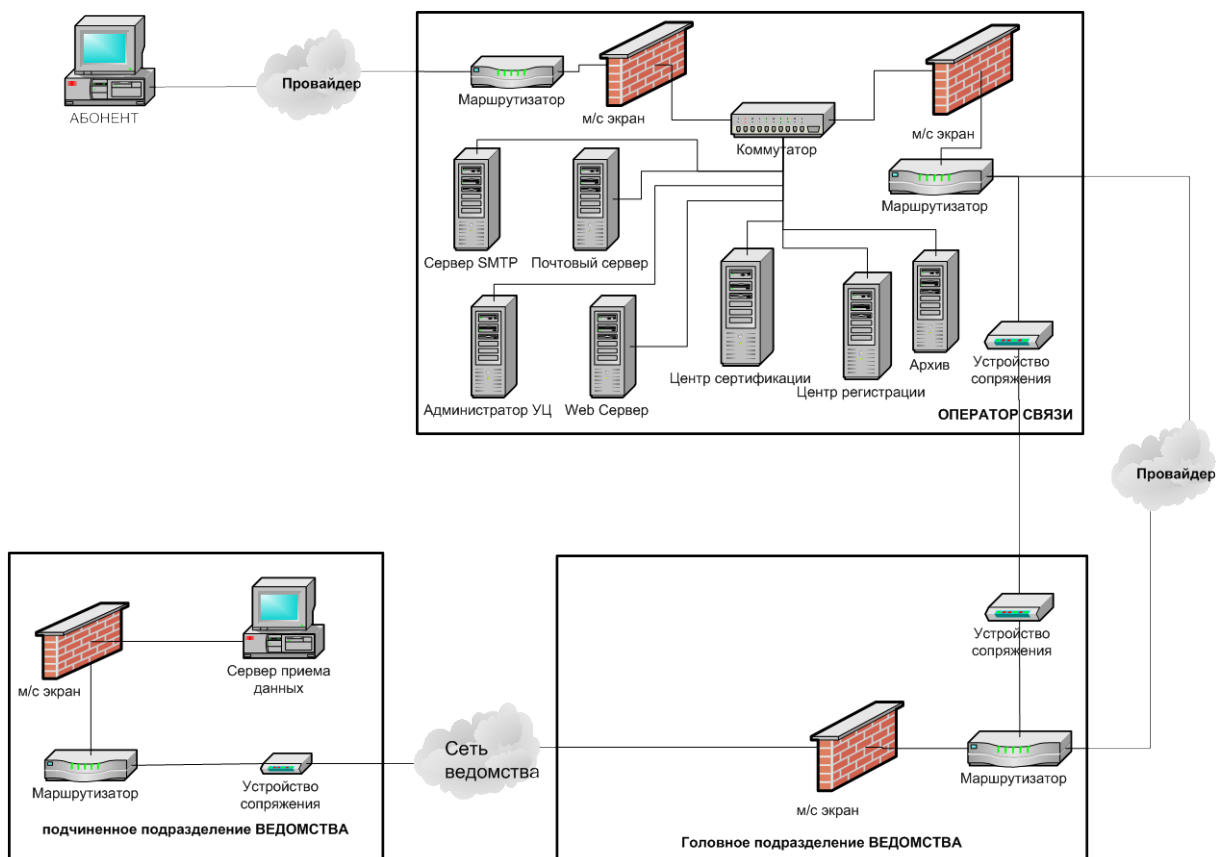 АБОНЕНТ
Провайдер
Маршрутизатор
м/с экран
Коммутатор
м/с экран
Маршрутизатор
Сервер SMTP
Почтовый сервер
Администратор УЦ
Web Сервер
Центр сертификации
Центр регистрации
Архив
Устройство
сопряжения
ОПЕРАТОР СВЯЗИ
Провайдер
Сервер приема
данных
м/с экран
Маршрутизатор
Устройство
сопряжения
подчиненное подразделение ВЕДОМСТВА
Сеть
ведомства
Устройство
сопряжения
м/с экран
Маршрутизатор
Головное подразделение ВЕДОМСТВА